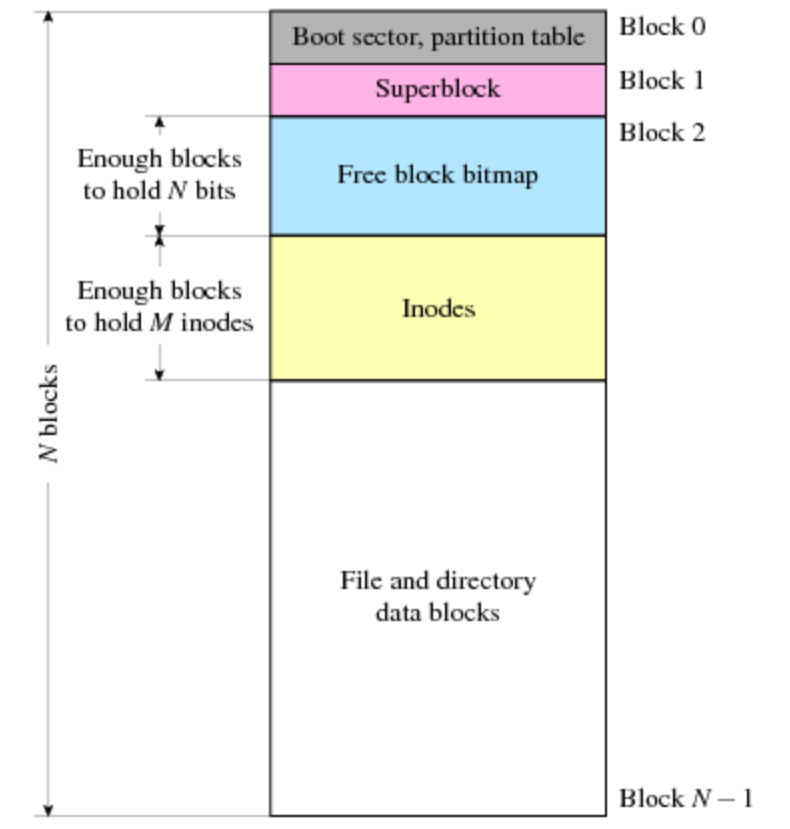 Boot sector, partition table
Block 0
Superblock
Block 1
Block 2
Enough blocks
to hold N bits
Free block bitmap
Enough blocks
to hold M inodes
Inodes
N blocks
File and directory
data blocks
Block N − 1